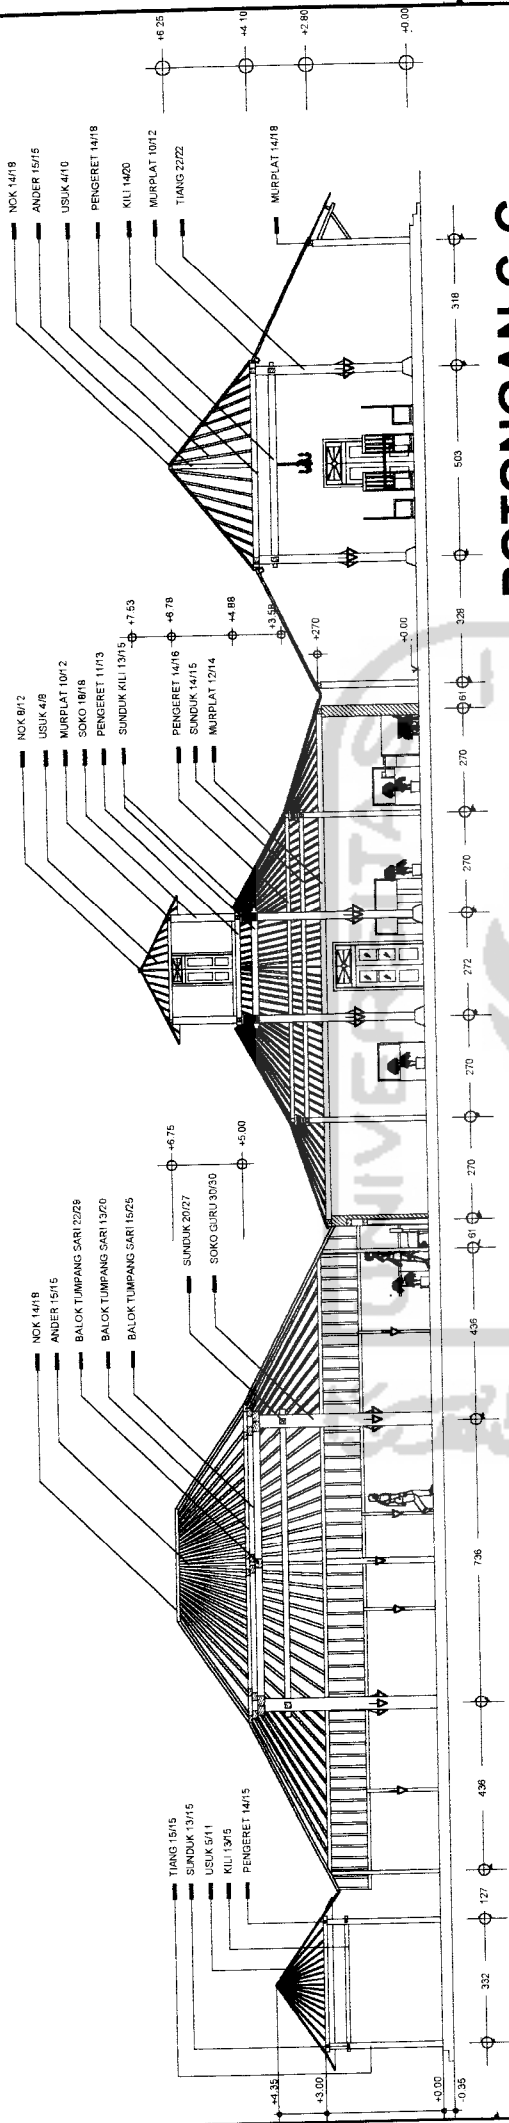 TIANG 15/15
SUNDUK 13/15
USUK 5/11
KILI 13/15
PENGERET 14/15
NOK 14/18
ANDER 15/15
BALOK TUMPANG SARI 22/29
BALOK TUMPANG SARI 13/20
BALOK TUMPANG SARI 15/25
SUNDUK 20/27
SOKO GURU 30/30
+6.75
+5.00
NOK 8/12
USUK 4/8
MURPLAT 10/12
SOKO 18/18
PENGERET 11/13
SUNDUK KILI 13/15
PENGERET 14/16
SUNDUK 14/15
MURPLAT 12/14
+7.53
+6.78
+4.88
+3.58
+270
+0.00
NOK 14/18
ANDER 15/15
USUK 4/10
PENGERET 14/18
KILI 14/20
MURPLAT 10/12
TIANG 22/22
MURPLAT 14/18
+6.25
+4.10
+2.80
+0.00
+4.35
+3.00
+0.00
-0.35
332
127
436
736
436
61
270
270
272
270
270
61
328
503
318
UNIVERSITAS